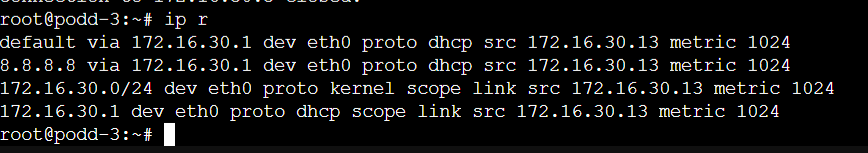 root@podd-3:~# ip r
default via 172.16.30.1 dev eth0 proto dhcp src 172.16.30.13 metric 1024
8.8.8.8 via 172.16.30.1 dev eth0 proto dhcp src 172.16.30.13 metric 1024
172.16.30.0/24 dev eth0 proto kernel scope link src 172.16.30.13 metric 1024
172.16.30.1 dev eth0 proto dhcp scope link src 172.16.30.13 metric 1024
root@podd-3:~#